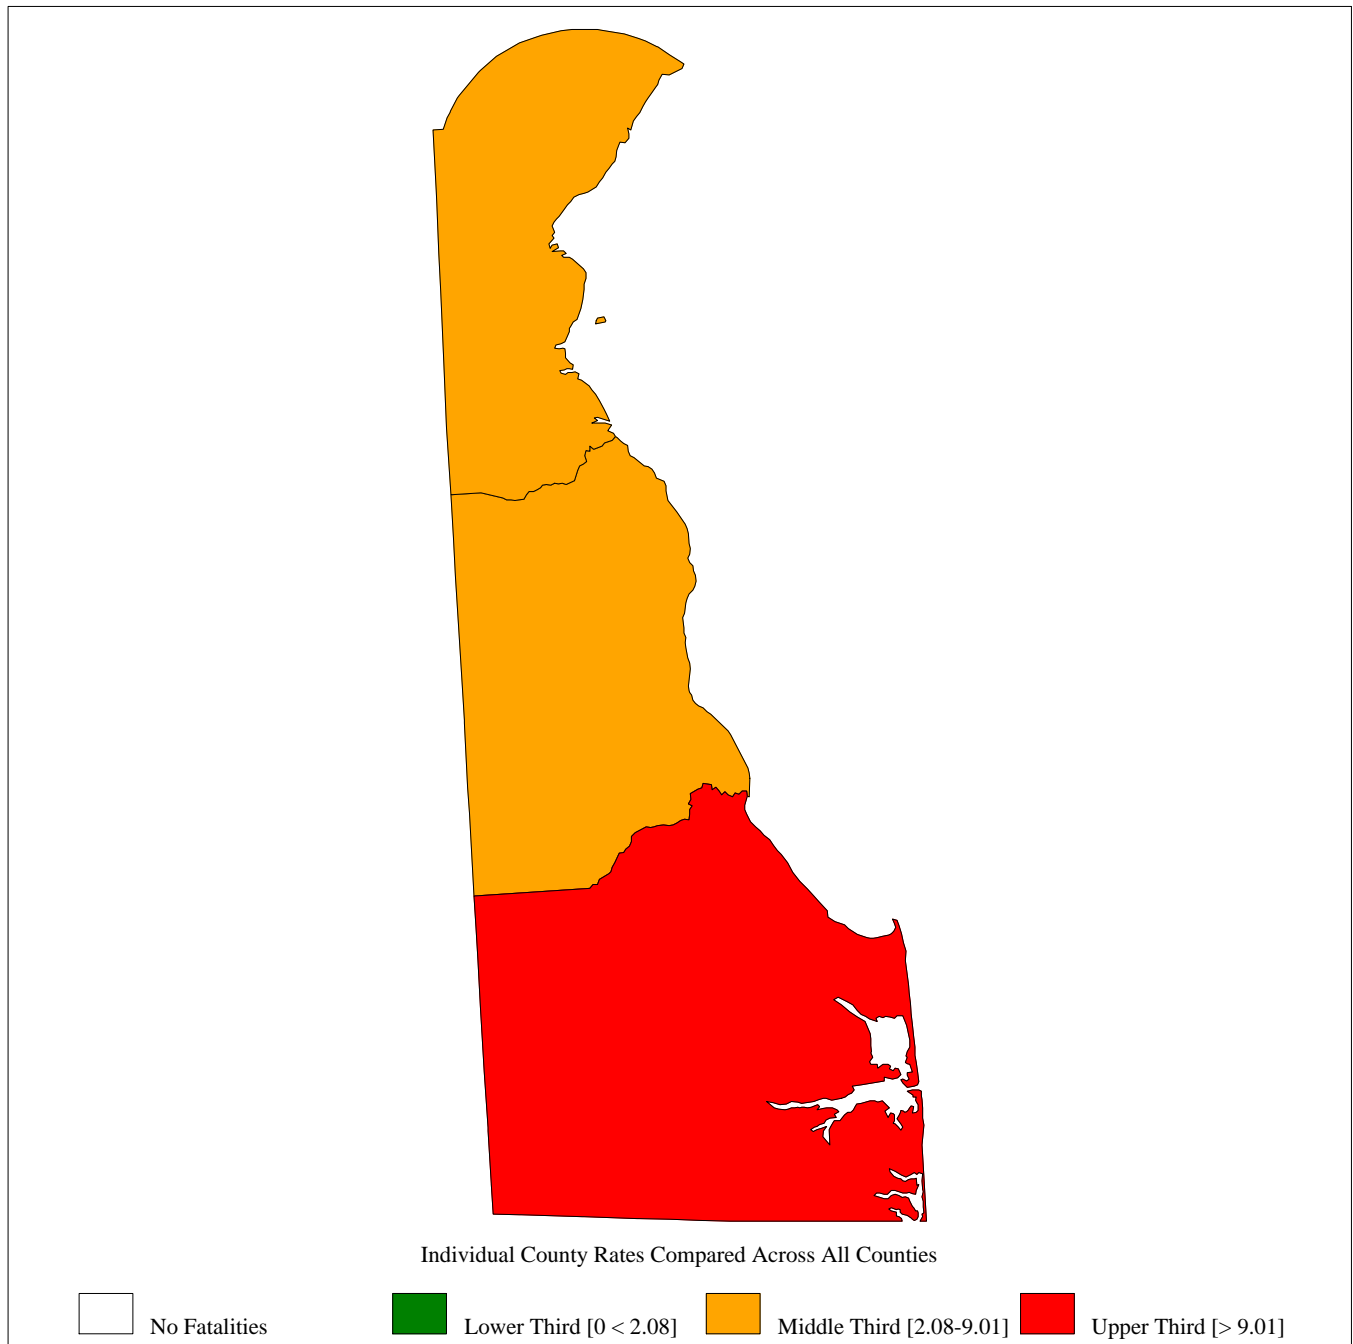 Individual County Rates Compared Across All Counties
No Fatalities Lower Third [0 < 2.08] Middle Third [2.08-9.01] Upper Third [> 9.01]